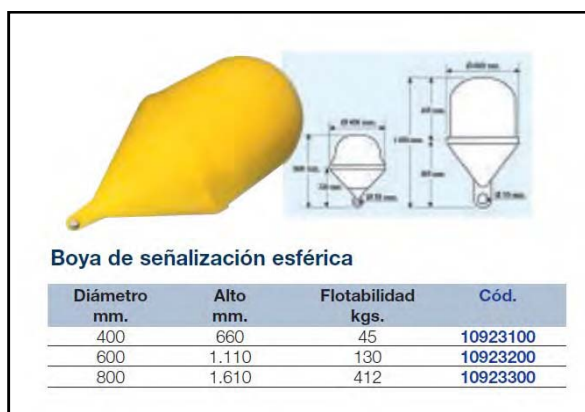 Boya de señalización esférica
Diámetro mm. Alto mm. Flotabilidad kgs. Cód.
400 660 45 10923100
600 1.110 130 10923200
800 1.610 412 10923300